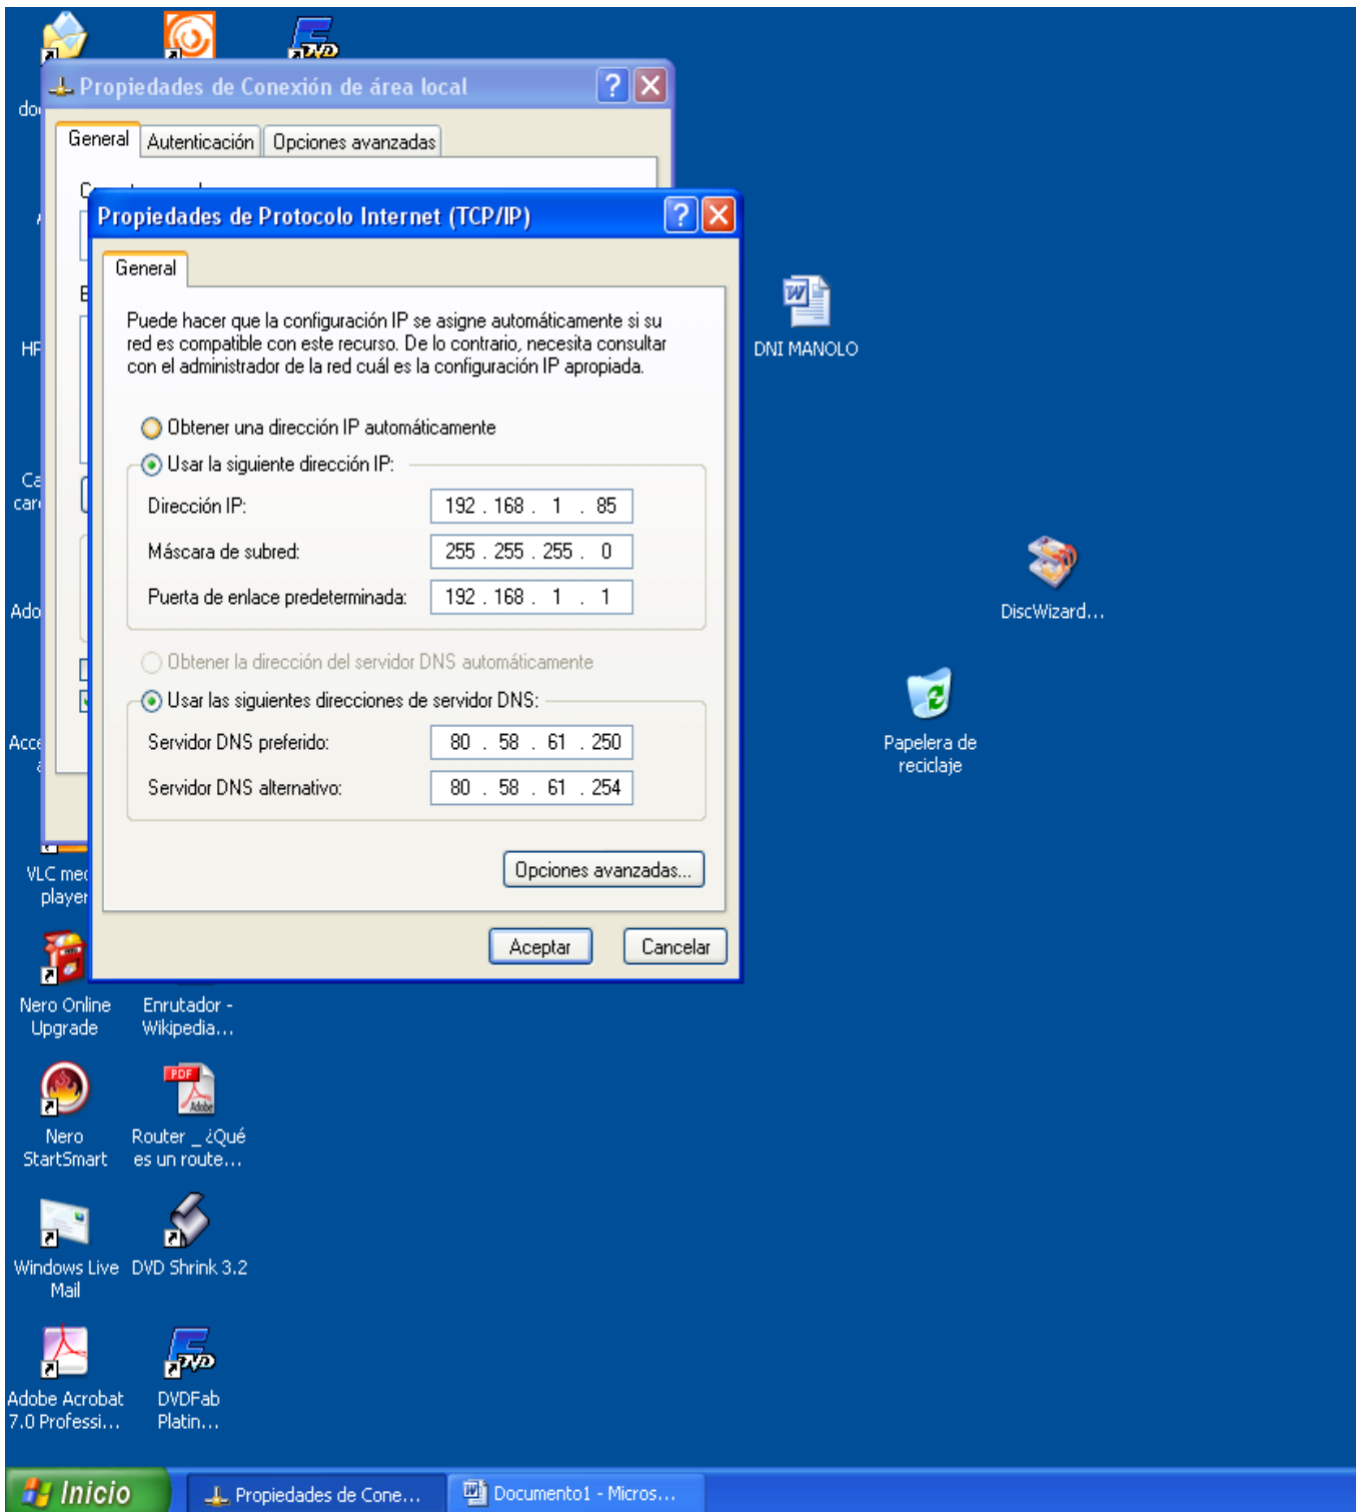 Propiedades de Conexión de área local
General
Autenticación
Opciones avanzadas
Propiedades de Protocolo Internet (TCP/IP)
General
Puede hacer que la configuración IP se asigne automáticamente si su
red es compatible con este recurso. De lo contrario, necesita consultar
con el administrador de la red cuál es la configuración IP apropiada.
Obtener una dirección IP automáticamente
Usar la siguiente dirección IP:
Dirección IP: 192 . 168 . 1 . 85
Máscara de subred: 255 . 255 . 255 . 0
Puerta de enlace predeterminada: 192 . 168 . 1 . 1
Obtener la dirección del servidor DNS automáticamente
Usar las siguientes direcciones de servidor DNS:
Servidor DNS preferido: 80 . 58 . 61 . 250
Servidor DNS alternativo: 80 . 58 . 61 . 254
Opciones avanzadas...
Aceptar
Cancelar
DNI MANOLO
DiscWizard...
Papelera de
reciclaje
VLC
player
Nero Online
Upgrade
Enrutador -
Wikipedia...
Nero
StartSmart
Router _ ¿Qué
es un route...
Windows Live
Mail
DVD Shrink 3.2
Adobe Acrobat
7.0 Professi...
DVDFab
Platin...
Inicio
Propiedades de Cone...
Documento1 - Micros...